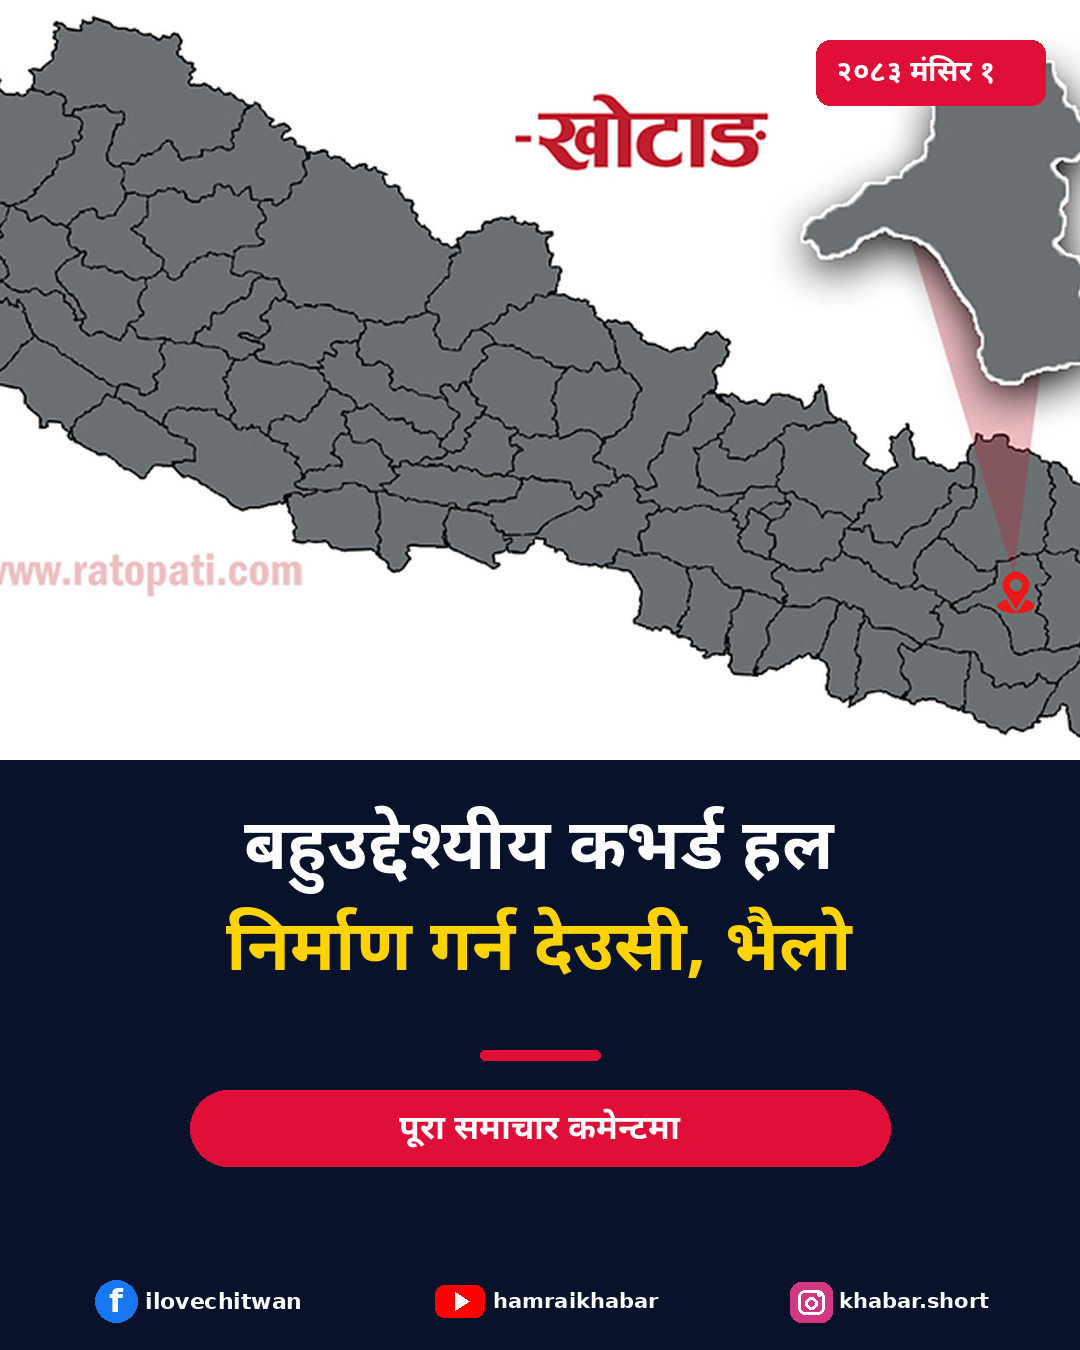 २०८३ मंसिर १
-खोटाङ
www.ratopati.com
बहुउद्देश्यीय कभर्ड हल
निर्माण गर्न देउसी, भैलो
पूरा समाचार कमेन्टमा
ilovechitwan
hamraikhabar
khabar.short